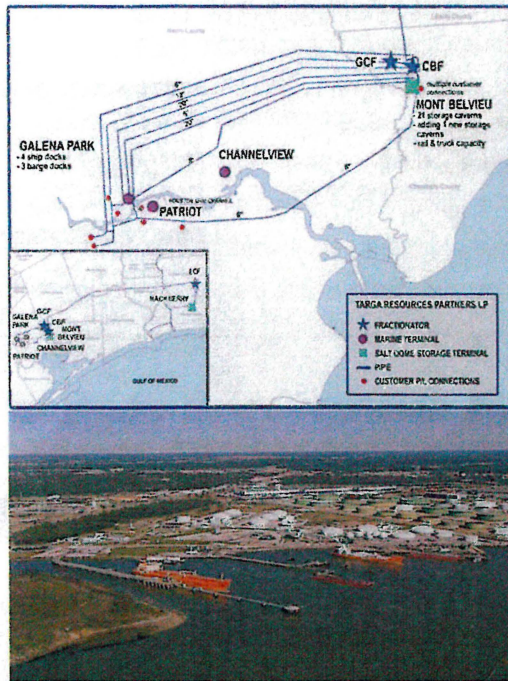 GCF
CBF
multiple customer
connections
MONT BELVIEU
- 21 storage caverns
- adding 1 new storage
caverns
- rail & truck capacity
GALENA PARK
- 4 ship docks
- 3 barge docks
CHANNELVIEW
HOUSTON SHIP CHANNEL
PATRIOT
8"
6"
LCF
HACKBERRY
GALENA
PARK
GCF
CBF
MONT
BELVIEU
CHANNELVIEW
PATRIOT
GULF OF MEXICO
TARGA RESOURCES PARTNERS LP
FRACTIONATOR
MARINE TERMINAL
SALT DOME STORAGE TERMINAL
PIPE
CUSTOMER P/L CONNECTIONS